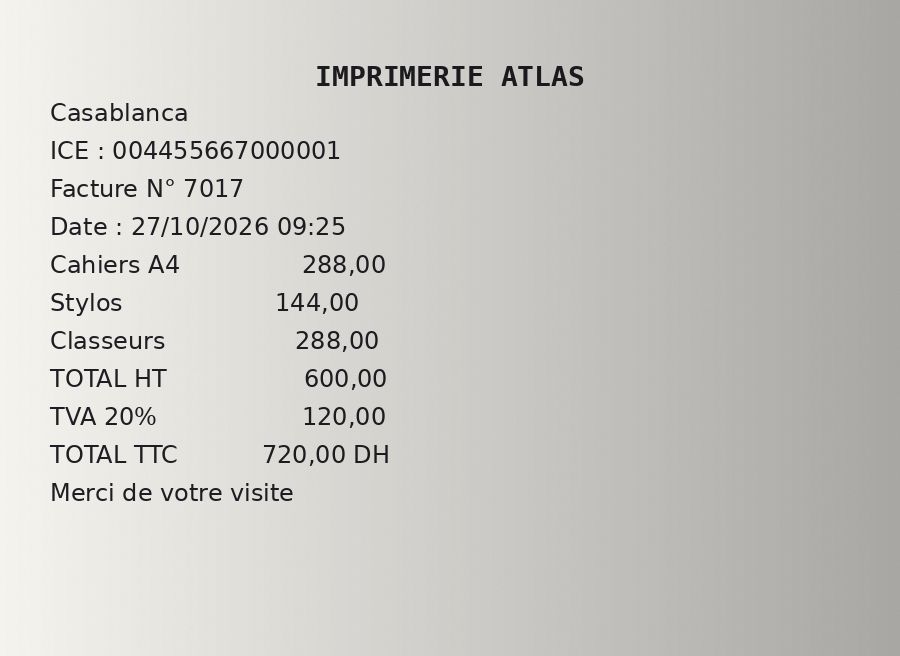 IMPRIMERIE ATLAS
Casablanca
ICE : 004455667000001
Facture N° 7017
Date : 27/10/2026 09:25
Cahiers A4 288,00
Stylos 144,00
Classeurs 288,00
TOTAL HT 600,00
TVA 20% 120,00
TOTAL TTC 720,00 DH
Merci de votre visite